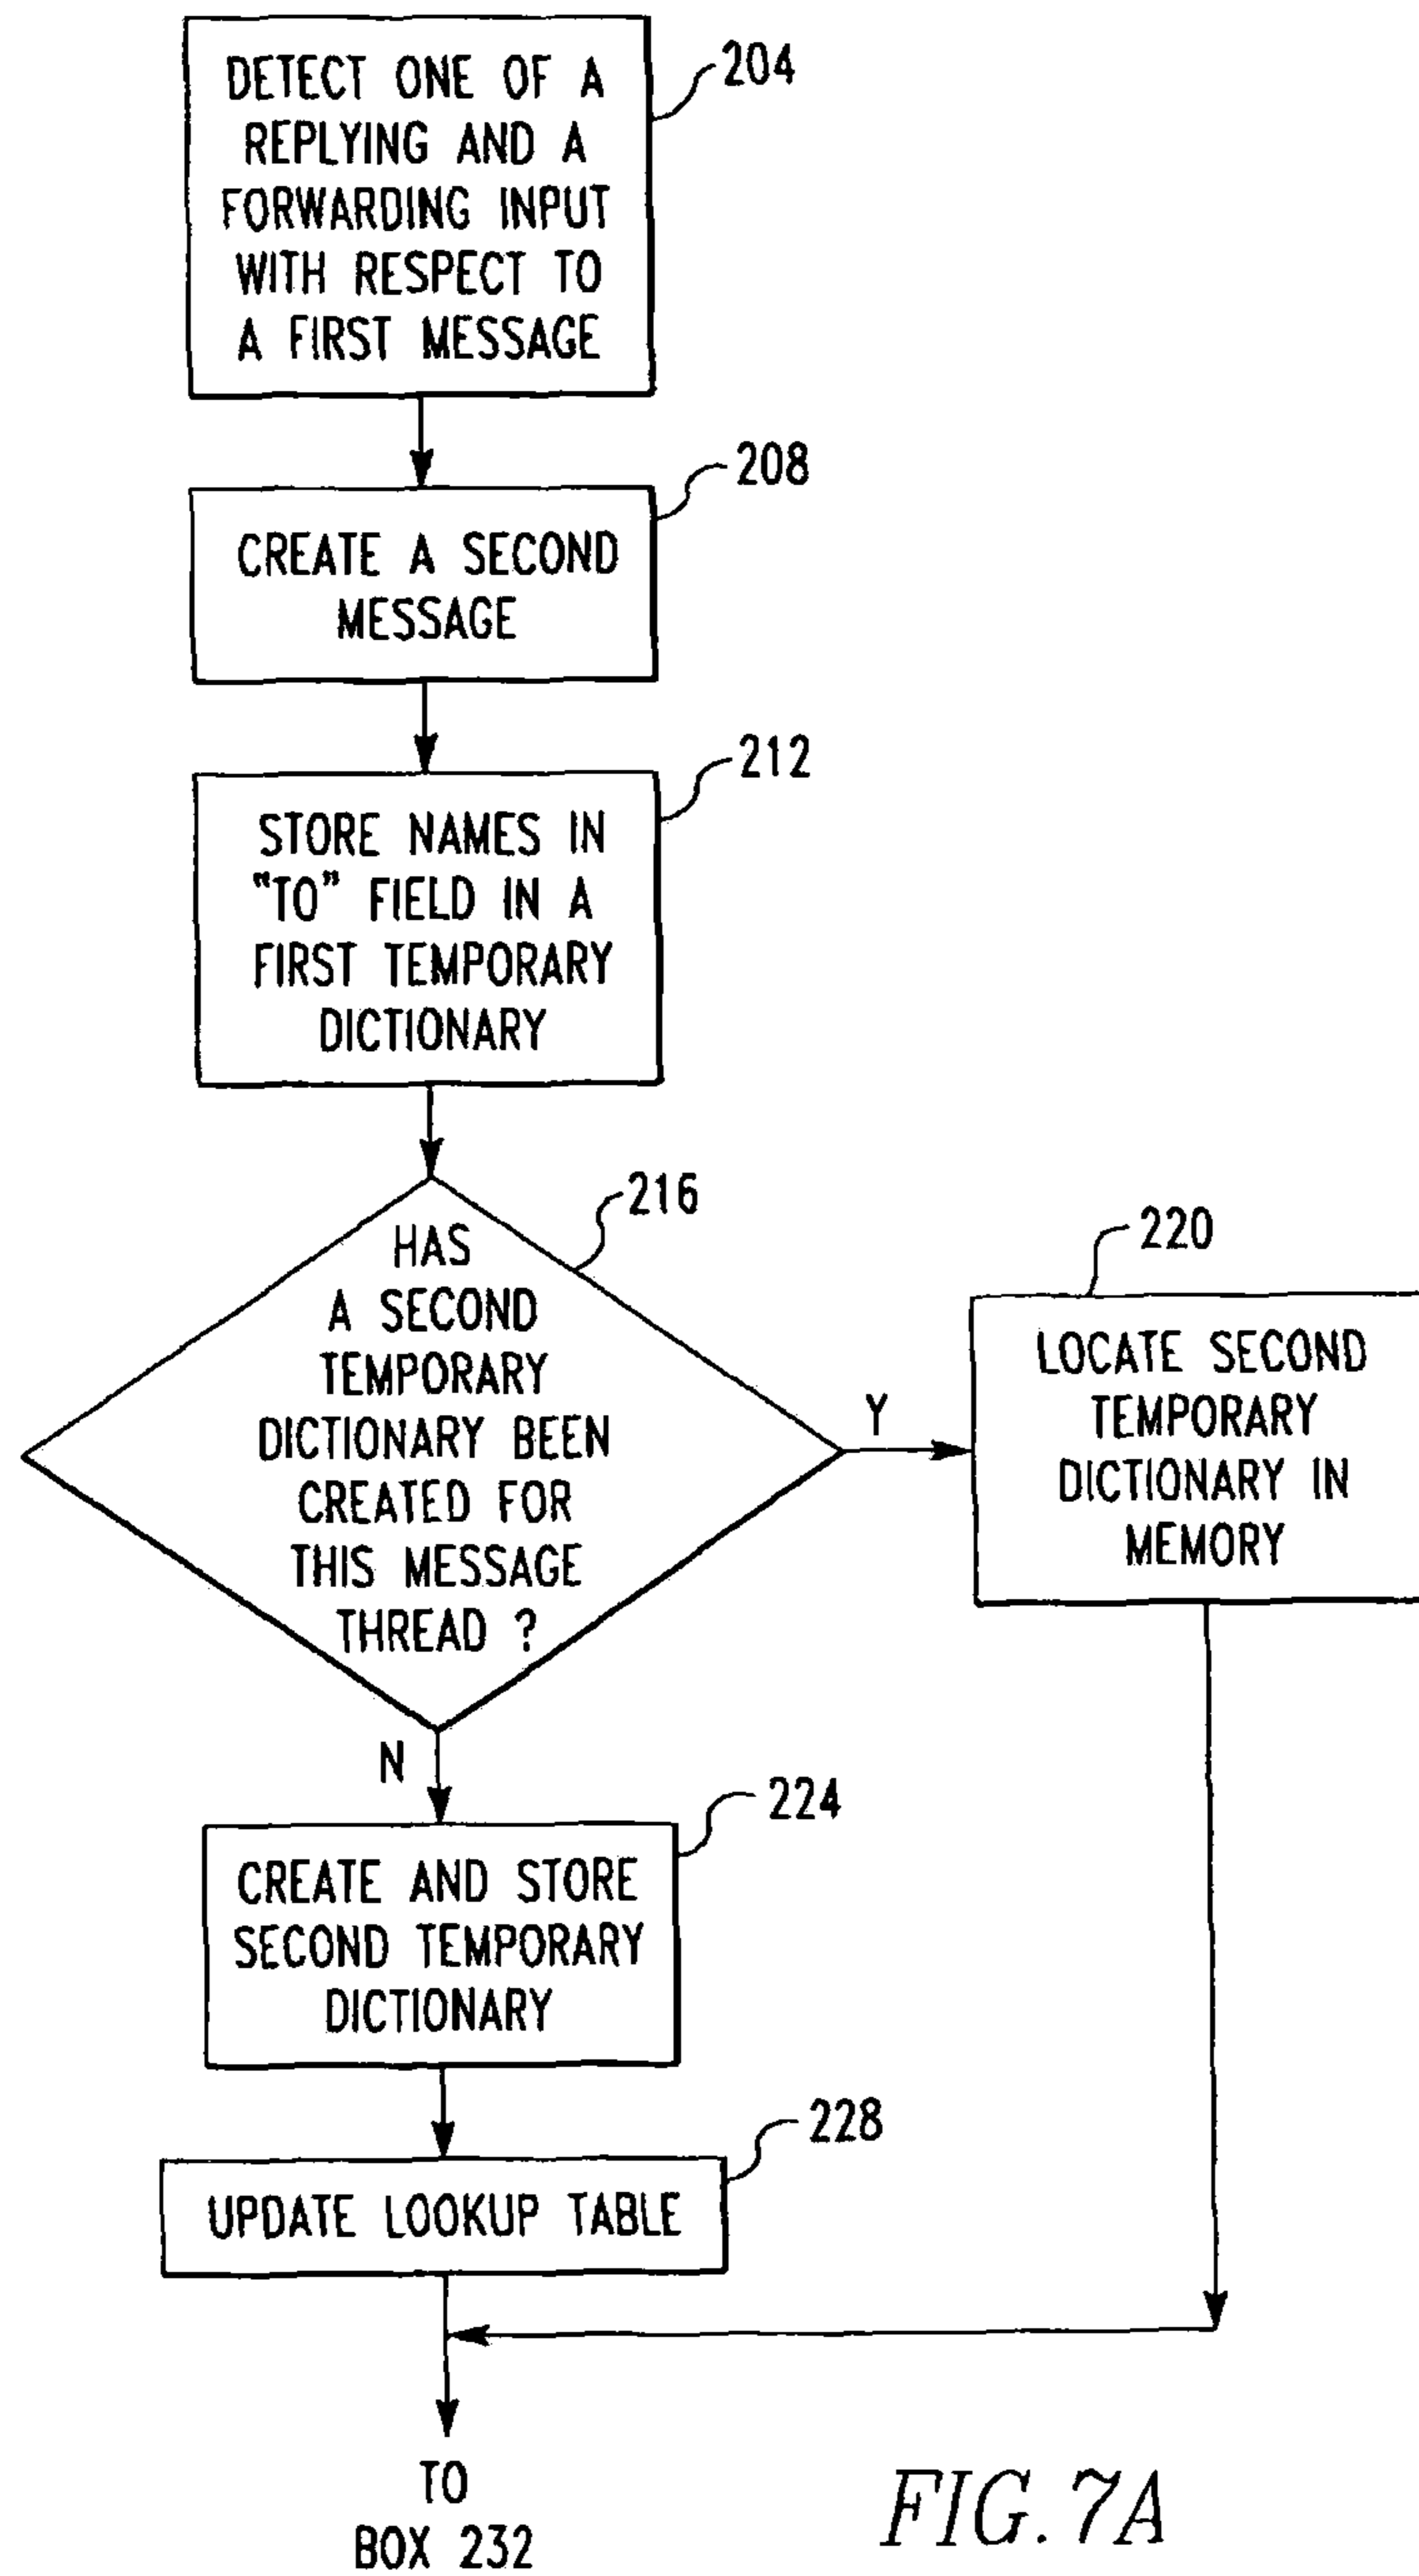 DETECT ONE OF A
REPLYING AND A
FORWARDING INPUT
WITH RESPECT TO
A FIRST MESSAGE
204
CREATE A SECOND
MESSAGE
208
STORE NAMES IN
"TO" FIELD IN A
FIRST TEMPORARY
DICTIONARY
212
HAS
A SECOND
TEMPORARY
DICTIONARY BEEN
CREATED FOR
THIS MESSAGE
THREAD ?
216
Y
LOCATE SECOND
TEMPORARY
DICTIONARY IN
MEMORY
220
N
CREATE AND STORE
SECOND TEMPORARY
DICTIONARY
224
UPDATE LOOKUP TABLE
228
TO
BOX 232
FIG. 7A